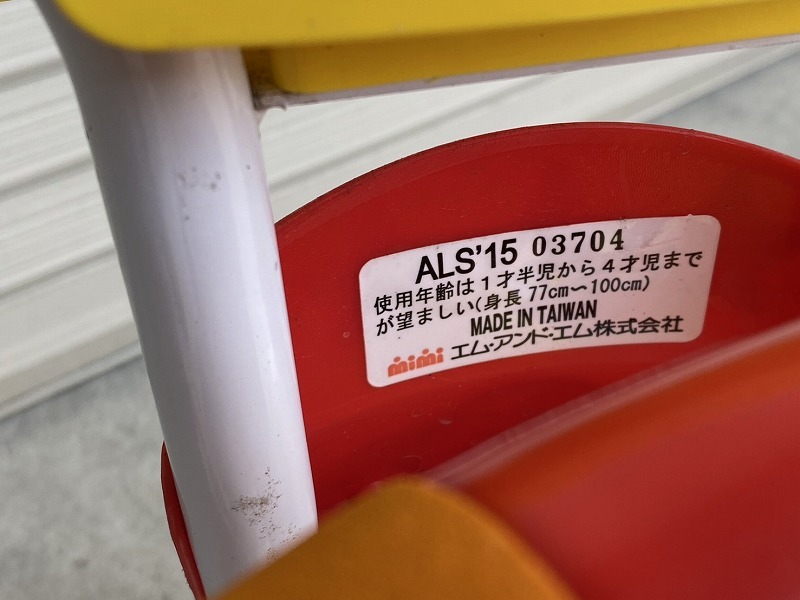 ALS'15 03704
使用年齢は1才半児から4才児まで
が望ましい(身長77cm〜100cm)
MADE IN TAIWAN
mimi エム・アンド・エム株式会社